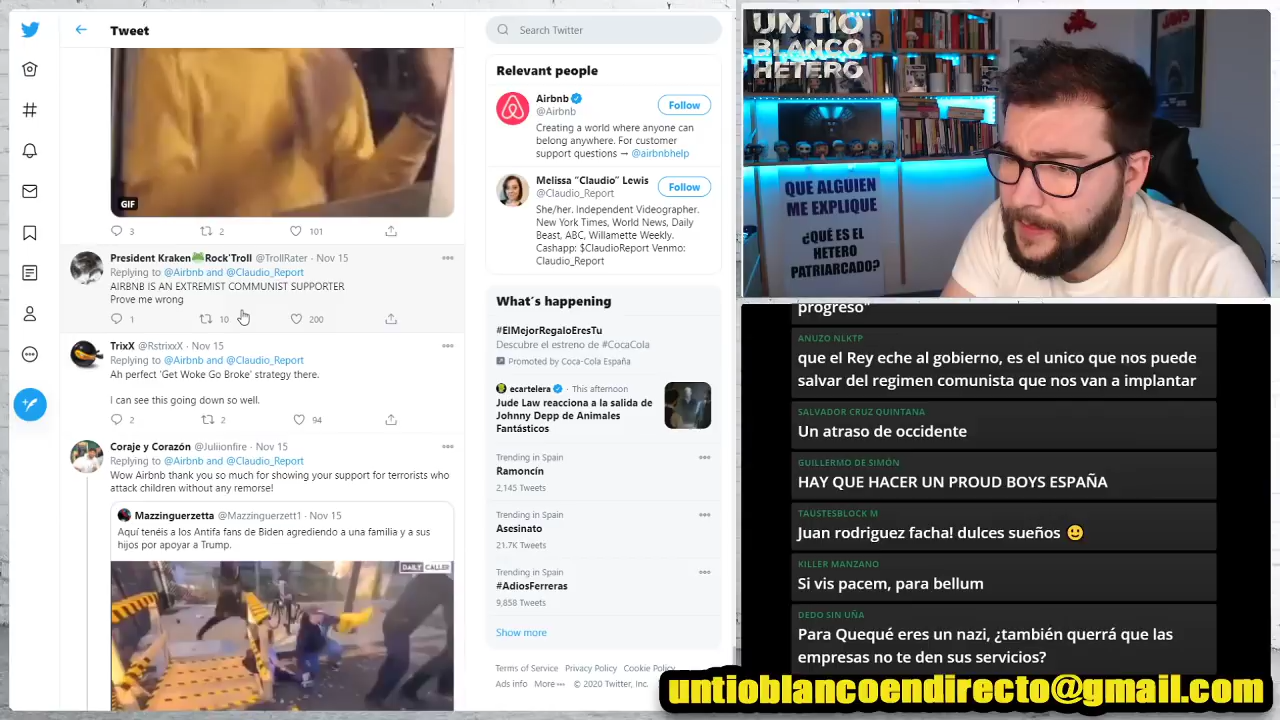 Tweet
GIF
3
2
101
President Kraken🐸Rock'Troll @TrollRater · Nov 15
Replying to @Airbnb and @Claudio_Report
AIRBNB IS AN EXTREMIST COMMUNIST SUPPORTER
Prove me wrong
1
10
200
TrixX @RstrixxX · Nov 15
Replying to @Airbnb and @Claudio_Report
Ah perfect 'Get Woke Go Broke' strategy there.
I can see this going down so well.
2
2
94
Coraje y Corazón @Juliionfire · Nov 15
Replying to @Airbnb and @Claudio_Report
Wow Airbnb thank you so much for showing your support for terrorists who
attack children without any remorse!
Mazzinguerzetta @Mazzinguerzett1 · Nov 15
Aquí tenéis a los Antifa fans de Biden agrediendo a una familia y a sus
hijos por apoyar a Trump.
DAILY CALLER
Search Twitter
Relevant people
Airbnb
@Airbnb
Follow
Creating a world where anyone can
belong anywhere. For customer
support questions → @airbnbhelp
Melissa “Claudio” Lewis
@Claudio_Report
Follow
She/her. Independent Videographer.
New York Times, World News, Daily
Beast, ABC, Willamette Weekly.
Cashapp: $ClaudioReport Venmo:
Claudio_Report
What's happening
#ElMejorRegaloEresTu
Descubre el estreno de #CocaCola
Promoted by Coca-Cola España
ecartelera · This afternoon
Jude Law reacciona a la salida de
Johnny Depp de Animales
Fantásticos
Trending in Spain
Ramoncín
2,145 Tweets
Trending in Spain
Asesinato
21.7K Tweets
Trending in Spain
#AdiosFerreras
9,858 Tweets
Show more
Terms of Service Privacy Policy Cookie Policy
Ads info More ··· © 2020 Twitter, Inc.
UN TIO
BLANCO
HETERO
QUE ALGUIEN
ME EXPLIQUE
¿QUÉ ES EL
HETERO
PATRIARCADO?
progreso”
ANUZO NLKTP
que el Rey eche al gobierno, es el unico que nos puede
salvar del regimen comunista que nos van a implantar
SALVADOR CRUZ QUINTANA
Un atraso de occidente
GUILLERMO DE SIMÓN
HAY QUE HACER UN PROUD BOYS ESPAÑA
TAUSTESBLOCK M
Juan rodriguez facha! dulces sueños 🙂
KILLER MANZANO
Si vis pacem, para bellum
DEDO SIN UÑA
Para Quequé eres un nazi, ¿también querrá que las
empresas no te den sus servicios?
untioblancoendirecto@gmail.com